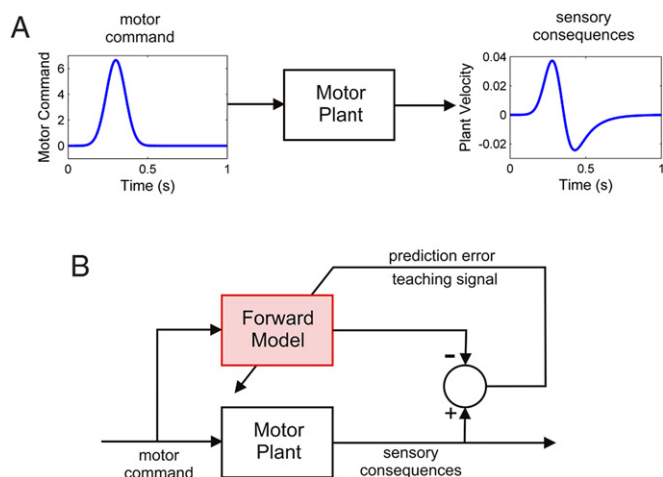 A
motor
command
Motor Command
6
4
2
0
0
0.5
1
Time (s)
Motor
Plant
sensory
consequences
Plant Velocity
0.04
0.02
0
-0.02
0
0.5
1
Time (s)
B
prediction error
teaching signal
Forward
Model
-
+
Motor
Plant
motor
command
sensory
consequences